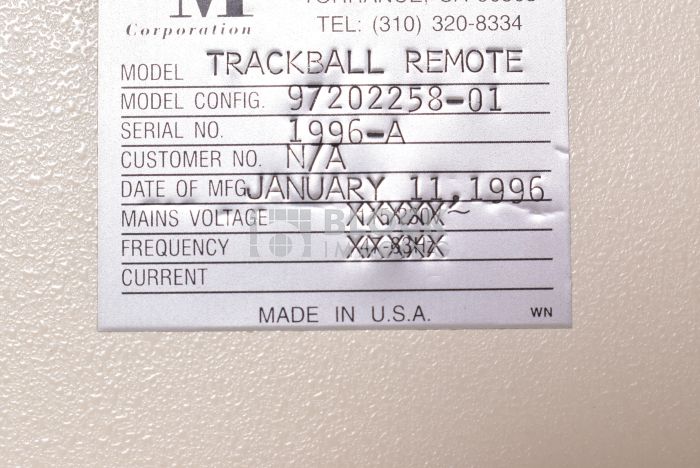 M
TEL: (310) 320-8334
Corporation
MODEL TRACKBALL REMOTE
MODEL CONFIG. 97202258-01
SERIAL NO. 1996-A
CUSTOMER NO. N/A
DATE OF MFG JANUARY 11, 1996
MAINS VOLTAGE
FREQUENCY
CURRENT
MADE IN U.S.A. WN